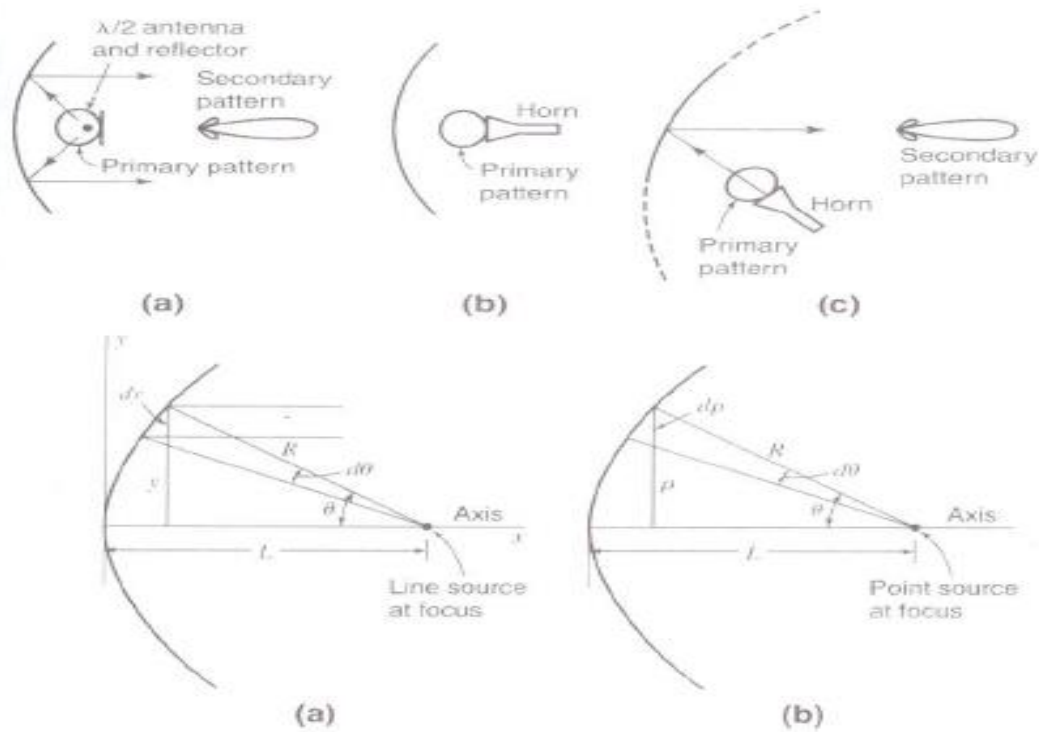 λ/2 antenna
and reflector
Secondary
pattern
Primary pattern
(a)
Horn
Primary
pattern
(b)
Secondary
pattern
Horn
Primary
pattern
(c)
y
R
dθ
y
θ
Axis
x
L
Line source
at focus
(a)
dρ
R
dθ
ρ
θ
Axis
L
Point source
at focus
(b)